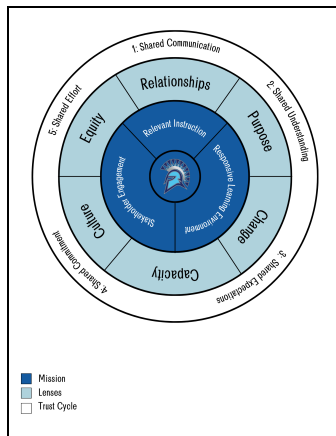 1: Shared Communication
2: Shared Understanding
3: Shared Expectations
4: Shared Commitment
5: Shared Effort
Relationships
Purpose
Change
Capacity
Culture
Equity
Relevant Instruction
Responsive Learning Environment
Stakeholder Engagement
Mission
Lenses
Trust Cycle